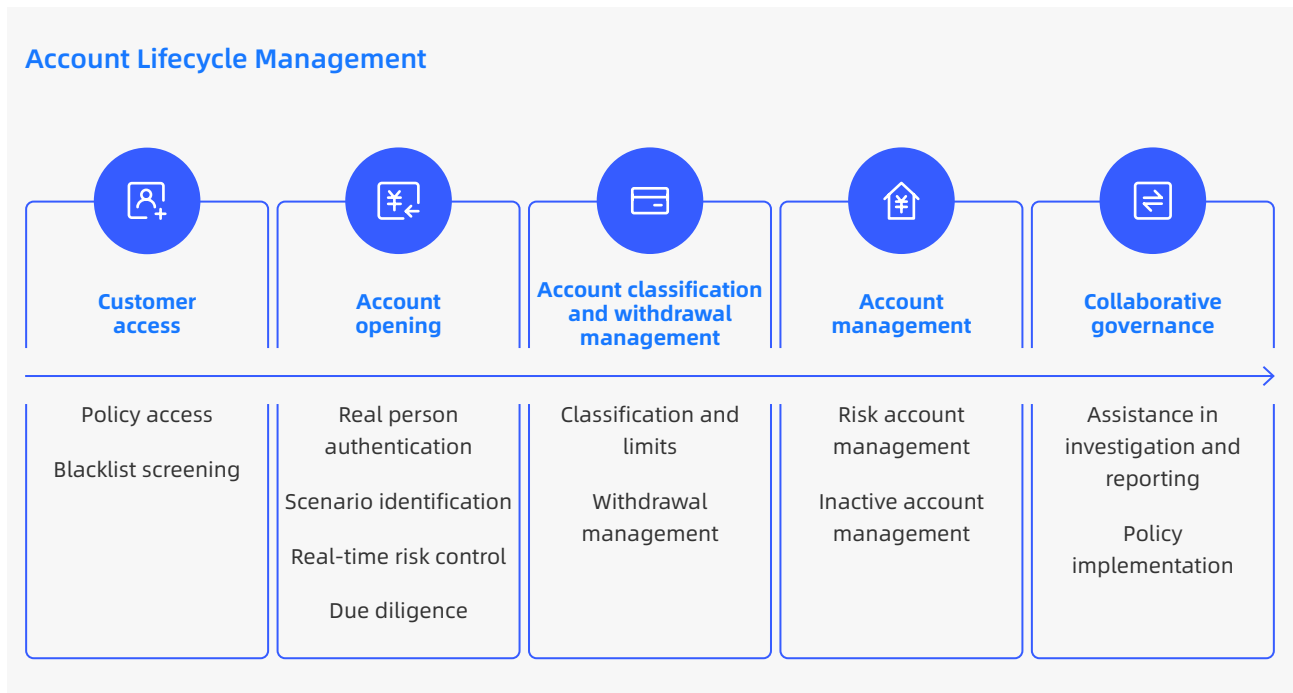 Account Lifecycle Management
Customer
access
Account
opening
Account classification
and withdrawal
management
Account
management
Collaborative
governance
Policy access
Blacklist screening
Real person
authentication
Scenario identification
Real-time risk control
Due diligence
Classification and
limits
Withdrawal
management
Risk account
management
Inactive account
management
Assistance in
investigation and
reporting
Policy
implementation